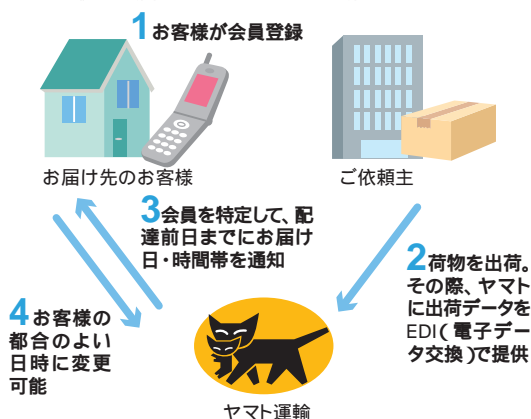 1お客様が会員登録
お届け先のお客様
ご依頼主
3会員を特定して、配
達前日までにお届け
日・時間帯を通知
2荷物を出荷。
その際、ヤマト
に出荷データを
EDI(電子デー
タ交換)で提供
4お客様の
都合のよい
日時に変更
可能
ヤマト運輸